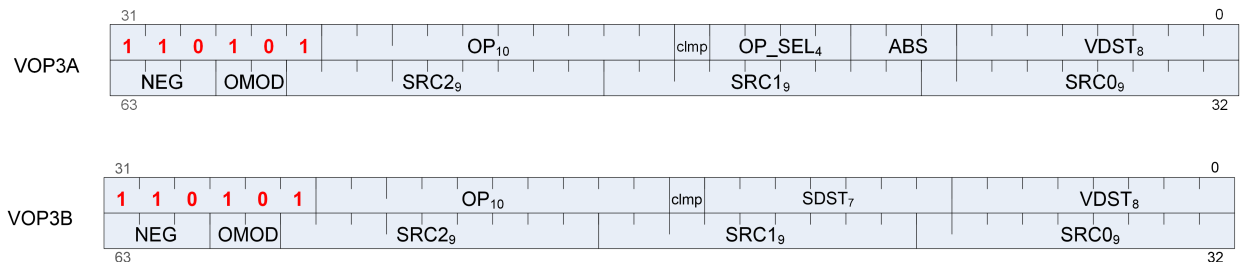 31 0
VOP3A 1 1 0 1 0 1 OP10 clmp OP_SEL4 ABS VDST8
NEG OMOD SRC29 SRC19 SRC09
63 32
31 0
VOP3B 1 1 0 1 0 1 OP10 clmp SDST7 VDST8
NEG OMOD SRC29 SRC19 SRC09
63 32